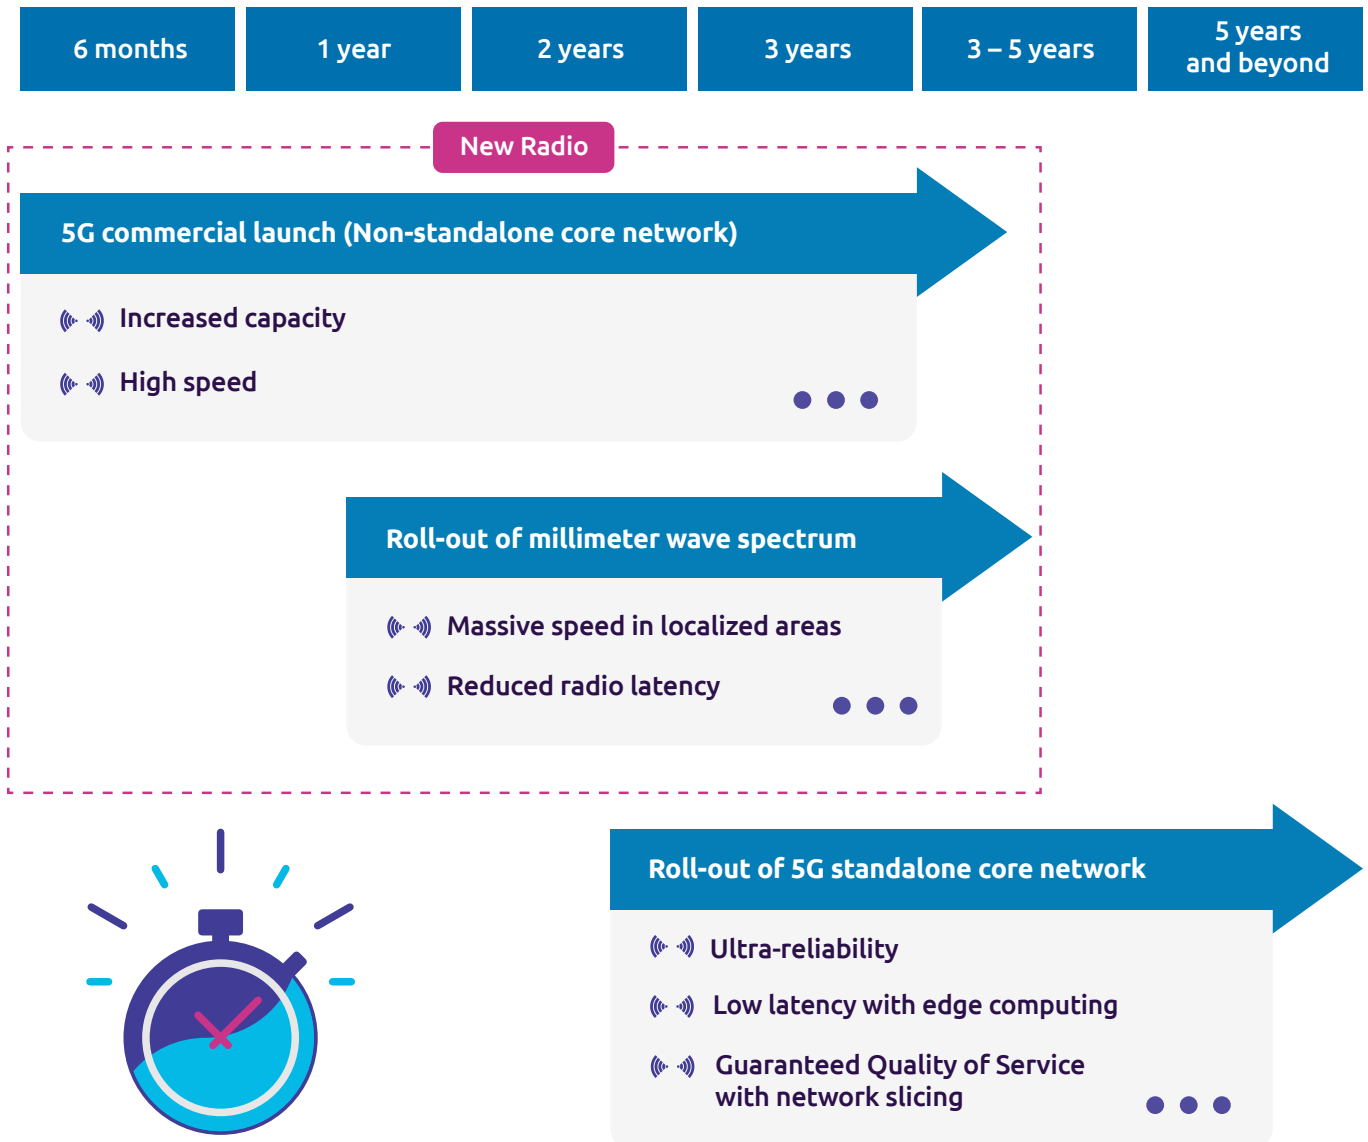 6 months
1 year
2 years
3 years
3 – 5 years
5 years
and beyond
New Radio
5G commercial launch (Non-standalone core network)
Increased capacity
High speed
Roll-out of millimeter wave spectrum
Massive speed in localized areas
Reduced radio latency
Roll-out of 5G standalone core network
Ultra-reliability
Low latency with edge computing
Guaranteed Quality of Service
with network slicing